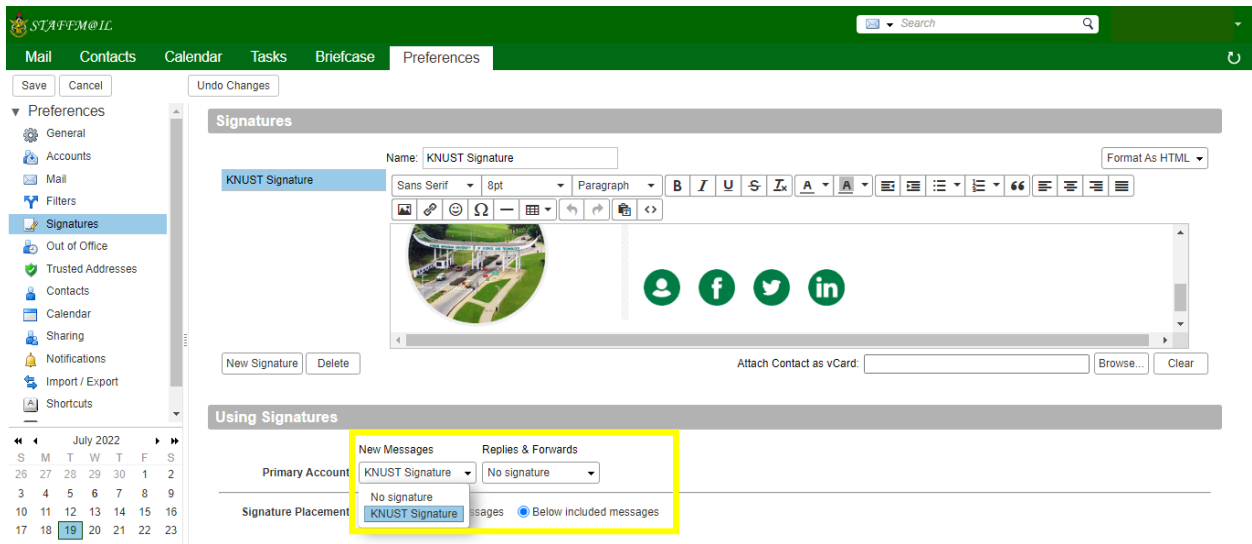 STAFFM@IL
Search
Mail Contacts Calendar Tasks Briefcase Preferences
Save Cancel Undo Changes
Preferences
General
Accounts
Mail
Filters
Signatures
Out of Office
Trusted Addresses
Contacts
Calendar
Sharing
Notifications
Import / Export
Shortcuts
July 2022
S M T W T F S
26 27 28 29 30 1 2
3 4 5 6 7 8 9
10 11 12 13 14 15 16
17 18 19 20 21 22 23
Signatures
Name: KNUST Signature
Format As HTML
KNUST Signature
Sans Serif 8pt Paragraph B I U S Tx A A
f in
New Signature Delete
Attach Contact as vCard: Browse... Clear
Using Signatures
New Messages Replies & Forwards
Primary Account KNUST Signature No signature
No signature
KNUST Signature
Signature Placement Below included messages